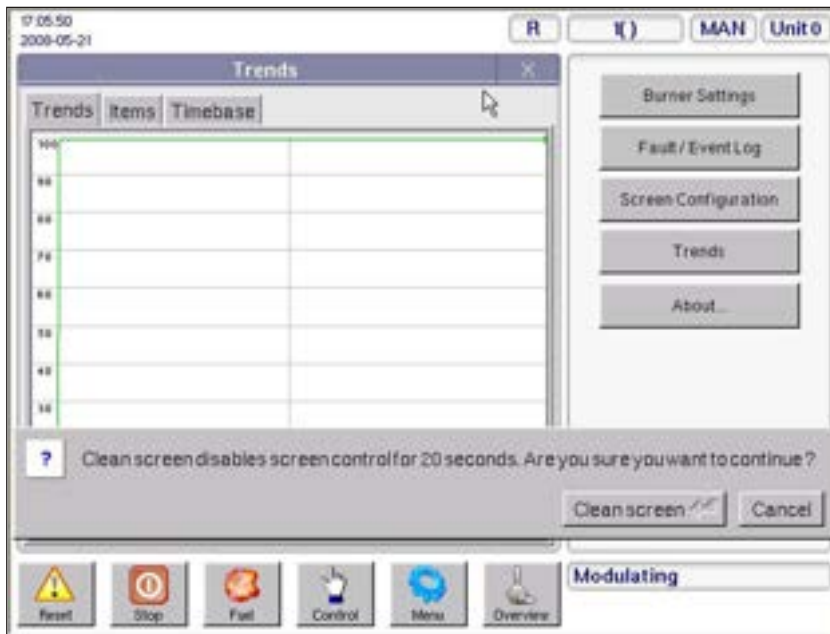 17:05:50
2008-05-21
R
1( )
MAN
Unit 0
Trends
X
Trends
Items
Timebase
100
90
80
70
60
50
40
30
Burner Settings
Fault / Event Log
Screen Configuration
Trends
About...
? Clean screen disables screen control for 20 seconds. Are you sure you want to continue ?
Clean screen
Cancel
Reset
Stop
Fuel
Control
Menu
Overview
Modulating